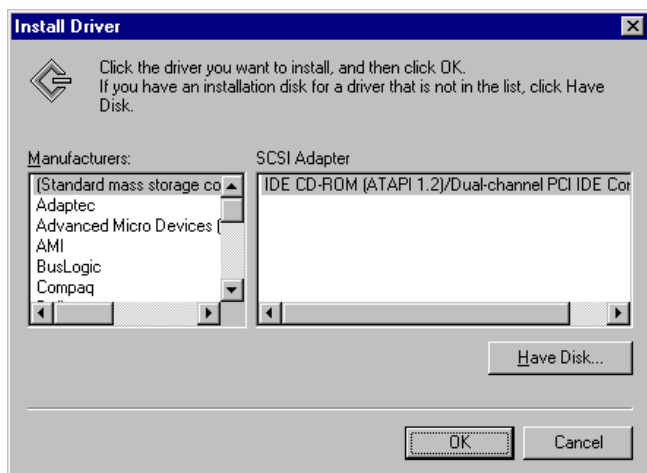 Install Driver
Click the driver you want to install, and then click OK.
If you have an installation disk for a driver that is not in the list, click Have
Disk.
Manufacturers:
SCSI Adapter
(Standard mass storage co
IDE CD-ROM (ATAPI 1.2)/Dual-channel PCI IDE Con
Adaptec
Advanced Micro Devices (
AMI
BusLogic
Compaq
Have Disk...
OK
Cancel